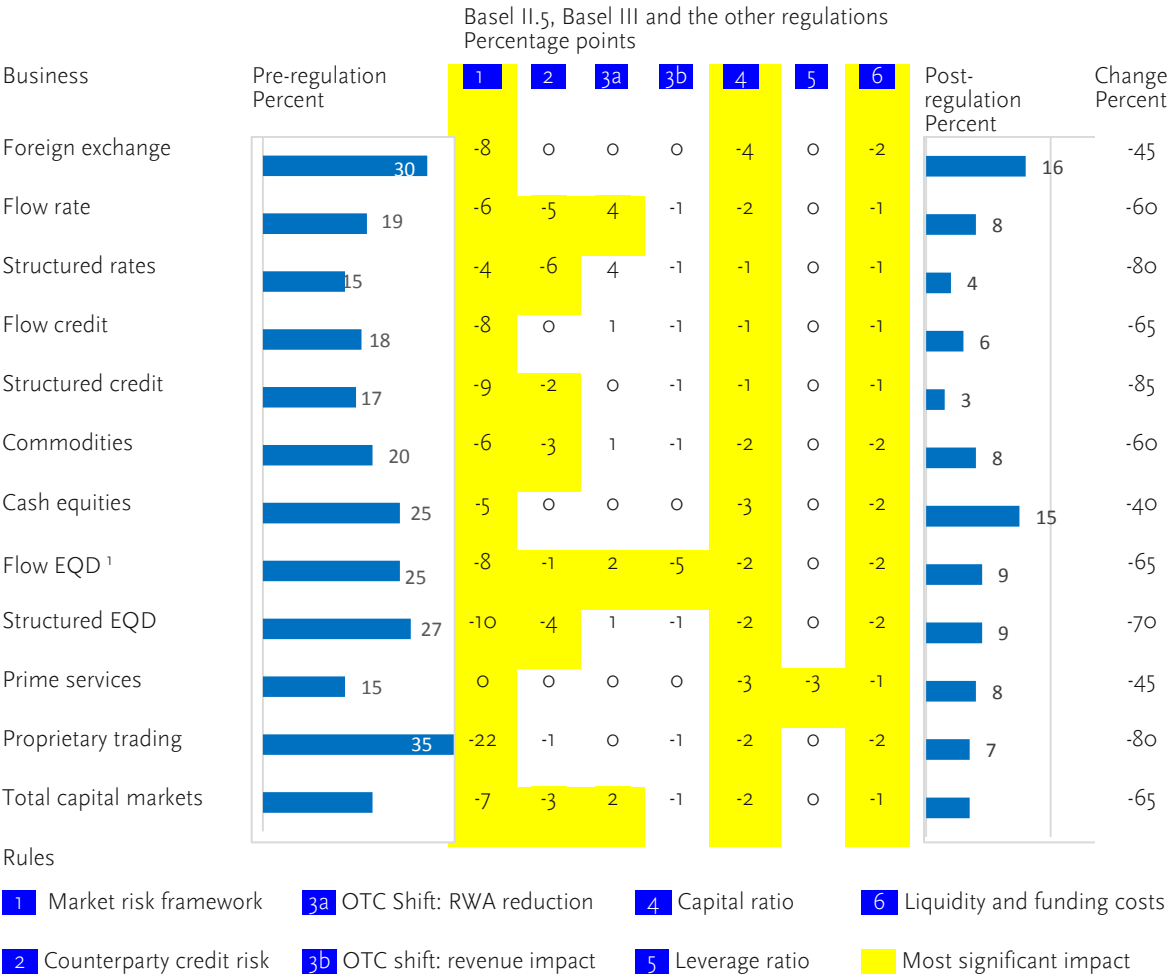 Basel II.5, Basel III and the other regulations
Percentage points
Business Pre-regulation 1 2 3a 3b 4 5 6 Post- Change
Percent regulation Percent
Percent
Foreign exchange 30 -8 0 0 0 -4 0 -2 16 -45
Flow rate 19 -6 -5 4 -1 -2 0 -1 8 -60
Structured rates 15 -4 -6 4 -1 -1 0 -1 4 -80
Flow credit 18 -8 0 1 -1 -1 0 -1 6 -65
Structured credit 17 -9 -2 0 -1 -1 0 -1 3 -85
Commodities 20 -6 -3 1 -1 -2 0 -2 8 -60
Cash equities 25 -5 0 0 0 -3 0 -2 15 -40
Flow EQD ¹ 25 -8 -1 2 -5 -2 0 -2 9 -65
Structured EQD 27 -10 -4 1 -1 -2 0 -2 9 -70
Prime services 15 0 0 0 0 -3 -3 -1 8 -45
Proprietary trading 35 -22 -1 0 -1 -2 0 -2 7 -80
Total capital markets -7 -3 2 -1 -2 0 -1 -65
Rules
1 Market risk framework 3a OTC Shift: RWA reduction 4 Capital ratio 6 Liquidity and funding costs
2 Counterparty credit risk 3b OTC shift: revenue impact 5 Leverage ratio Most significant impact